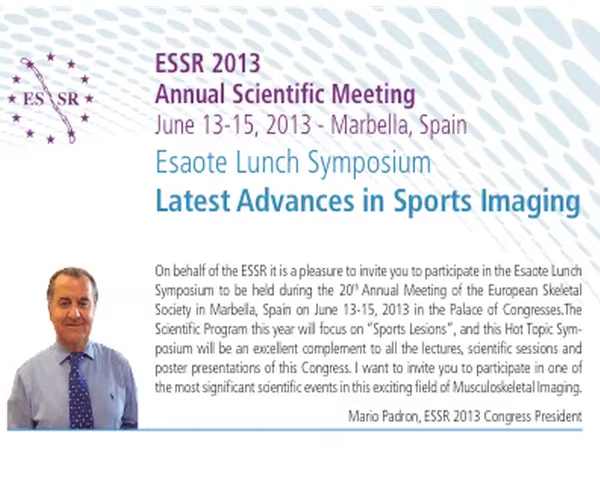 ESSR 2013
Annual Scientific Meeting
ES SR
June 13-15, 2013 - Marbella, Spain
Esaote Lunch Symposium
Latest Advances in Sports Imaging
On behalf of the ESSR it is a pleasure to invite you to participate in the Esaote Lunch
Symposium to be held during the 20th Annual Meeting of the European Skeletal
Society in Marbella, Spain on June 13-15, 2013 in the Palace of Congresses.The
Scientific Program this year will focus on "Sports Lesions", and this Hot Topic Sym-
posium will be an excellent complement to all the lectures, scientific sessions and
poster presentations of this Congress. I want to invite you to participate in one of
the most significant scientific events in this exciting field of Musculoskeletal Imaging.
Mario Padron, ESSR 2013 Congress President